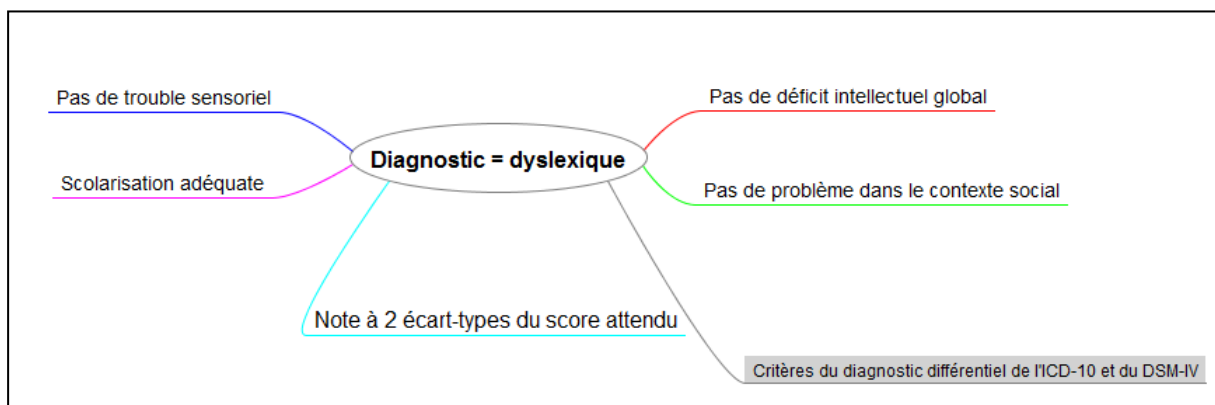 Pas de trouble sensoriel
Pas de déficit intellectuel global
Diagnostic = dyslexique
Scolarisation adéquate
Pas de problème dans le contexte social
Note à 2 écart-types du score attendu
Critères du diagnostic différentiel de l'ICD-10 et du DSM-IV